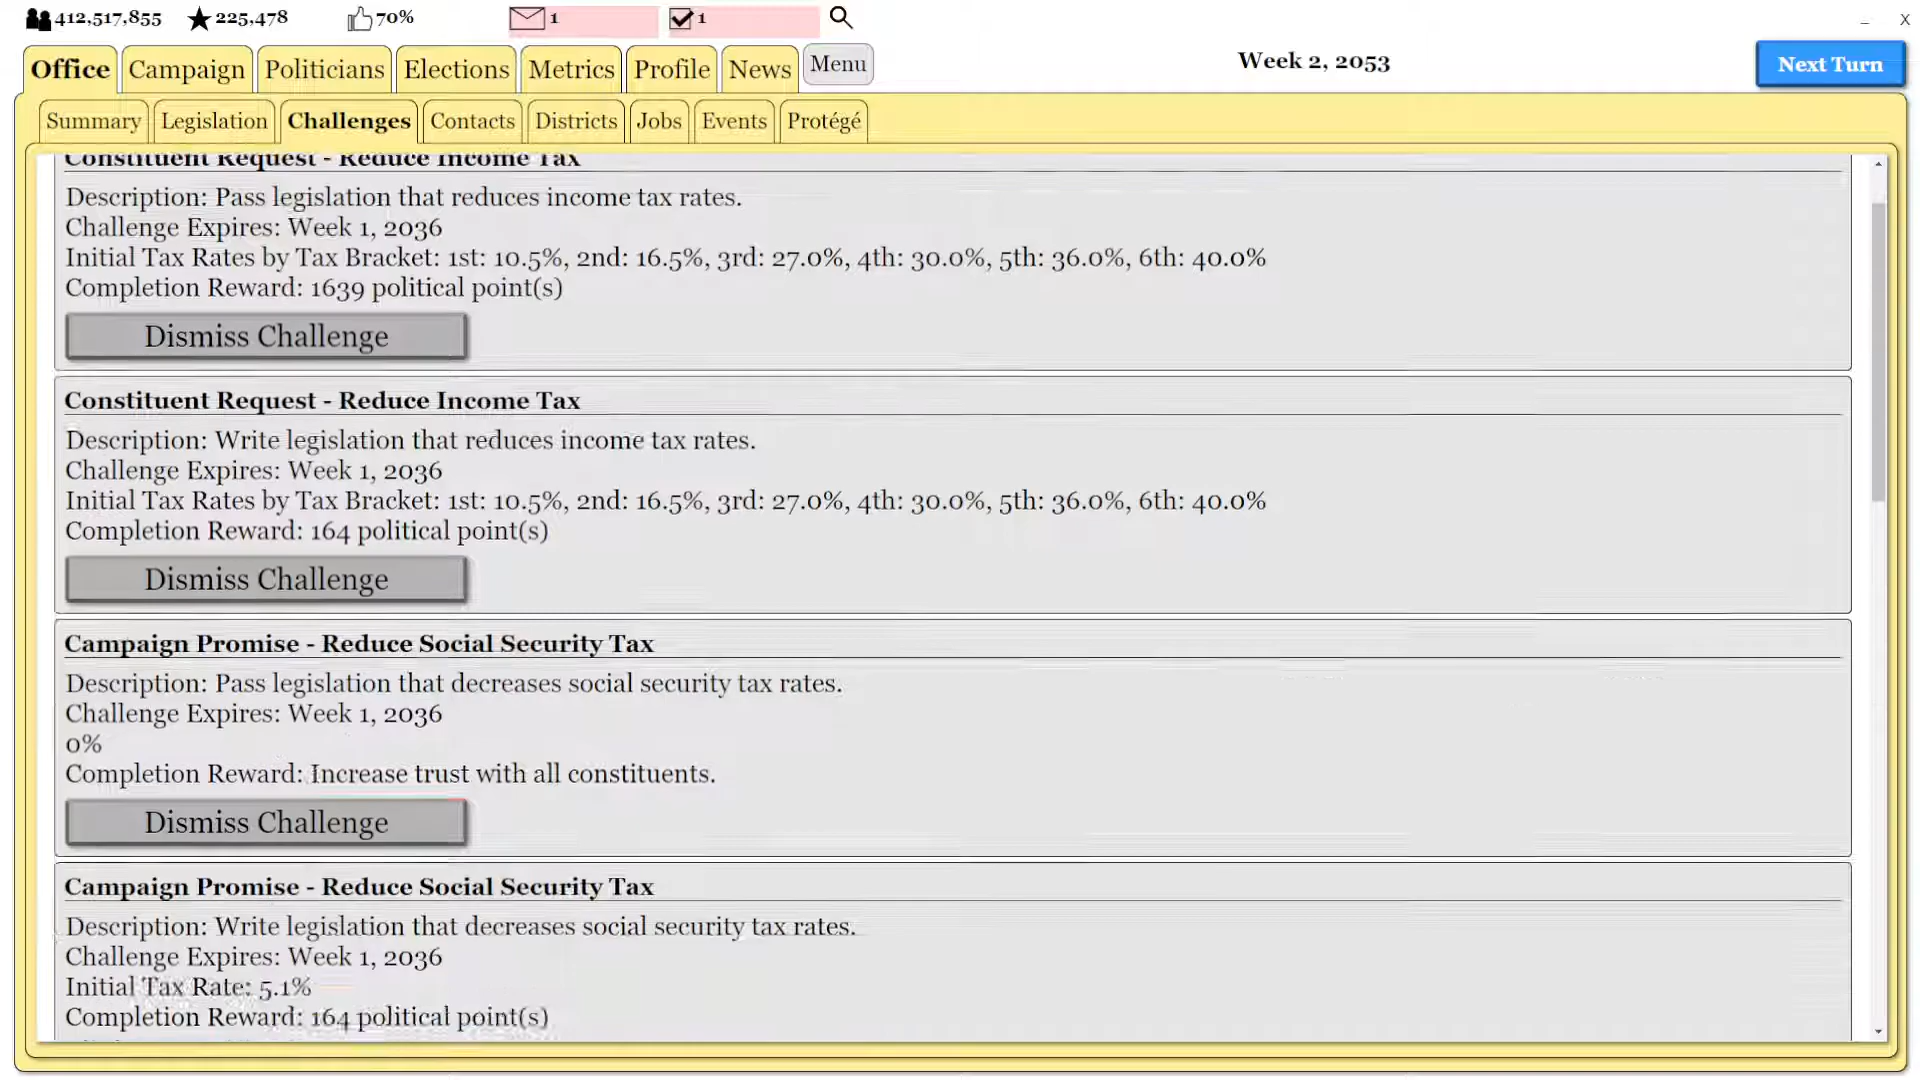 412,517,855 225,478 70% 1 1
_ X
Office Campaign Politicians Elections Metrics Profile News Menu
Week 2, 2053
Next Turn
Summary Legislation Challenges Contacts Districts Jobs Events Protégé
Constituent Request - Reduce Income Tax
Description: Pass legislation that reduces income tax rates.
Challenge Expires: Week 1, 2036
Initial Tax Rates by Tax Bracket: 1st: 10.5%, 2nd: 16.5%, 3rd: 27.0%, 4th: 30.0%, 5th: 36.0%, 6th: 40.0%
Completion Reward: 1639 political point(s)
Dismiss Challenge
Constituent Request - Reduce Income Tax
Description: Write legislation that reduces income tax rates.
Challenge Expires: Week 1, 2036
Initial Tax Rates by Tax Bracket: 1st: 10.5%, 2nd: 16.5%, 3rd: 27.0%, 4th: 30.0%, 5th: 36.0%, 6th: 40.0%
Completion Reward: 164 political point(s)
Dismiss Challenge
Campaign Promise - Reduce Social Security Tax
Description: Pass legislation that decreases social security tax rates.
Challenge Expires: Week 1, 2036
0%
Completion Reward: Increase trust with all constituents.
Dismiss Challenge
Campaign Promise - Reduce Social Security Tax
Description: Write legislation that decreases social security tax rates.
Challenge Expires: Week 1, 2036
Initial Tax Rate: 5.1%
Completion Reward: 164 political point(s)